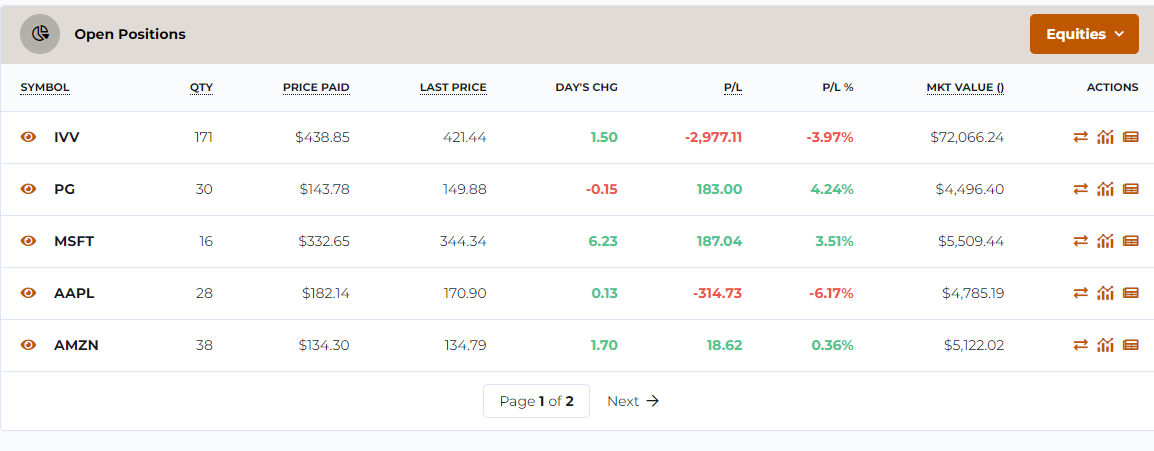 Open Positions Equities
SYMBOL QTY PRICE PAID LAST PRICE DAY'S CHG P/L P/L % MKT VALUE () ACTIONS
IVV 171 $438.85 421.44 1.50 -2,977.11 -3.97% $72,066.24
PG 30 $143.78 149.88 -0.15 183.00 4.24% $4,496.40
MSFT 16 $332.65 344.34 6.23 187.04 3.51% $5,509.44
AAPL 28 $182.14 170.90 0.13 -314.73 -6.17% $4,785.19
AMZN 38 $134.30 134.79 1.70 18.62 0.36% $5,122.02
Page 1 of 2 Next